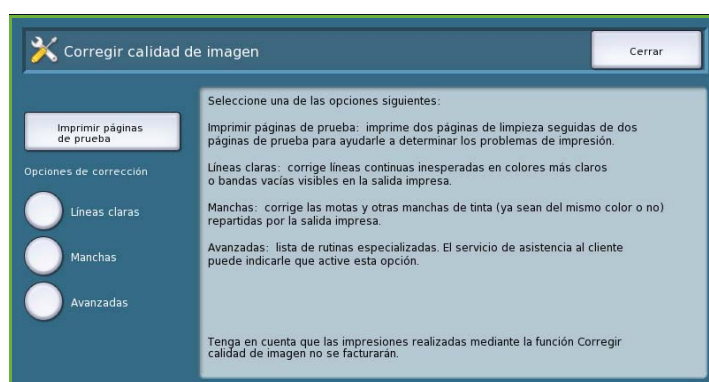 Corregir calidad de imagen
Cerrar
Imprimir páginas
de prueba
Opciones de corrección
Líneas claras
Manchas
Avanzadas
Seleccione una de las opciones siguientes:
Imprimir páginas de prueba: imprime dos páginas de limpieza seguidas de dos
páginas de prueba para ayudarle a determinar los problemas de impresión.
Líneas claras: corrige líneas continuas inesperadas en colores más claros
o bandas vacías visibles en la salida impresa.
Manchas: corrige las motas y otras manchas de tinta (ya sean del mismo color o no)
repartidas por la salida impresa.
Avanzadas: lista de rutinas especializadas. El servicio de asistencia al cliente
puede indicarle que active esta opción.
Tenga en cuenta que las impresiones realizadas mediante la función Corregir
calidad de imagen no se facturarán.